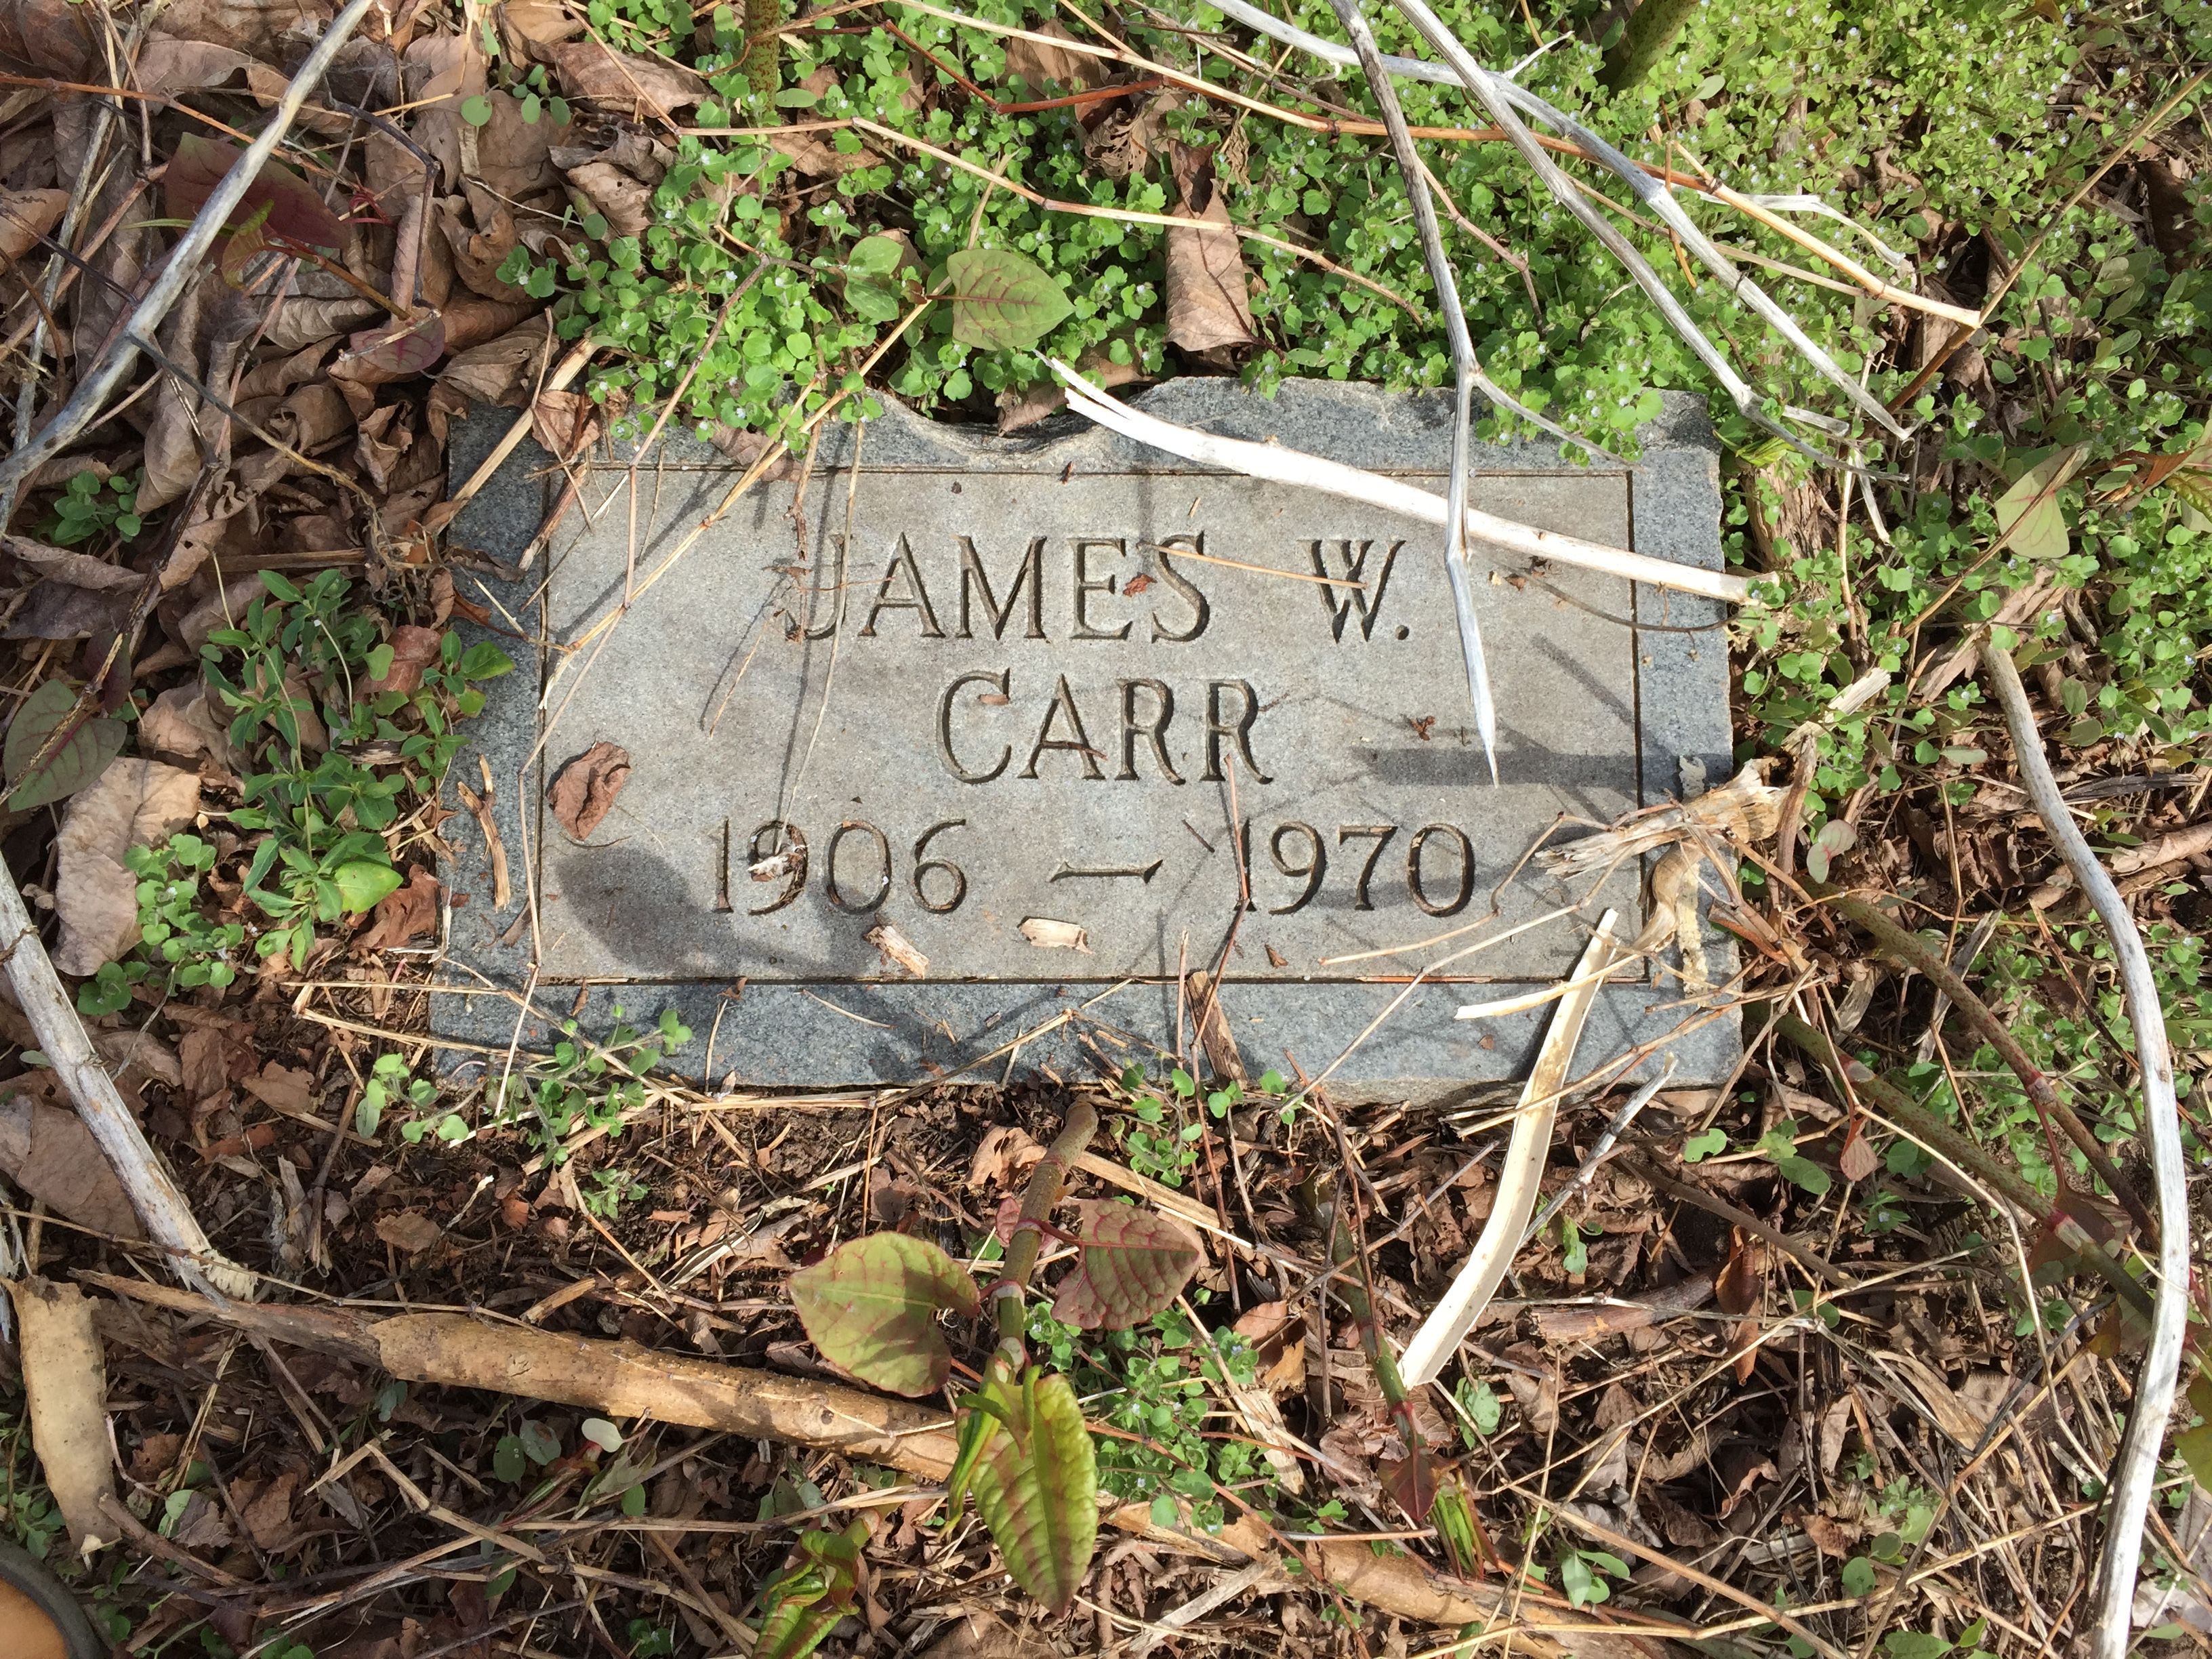 JAMES W.
CARR
1906 — 1970